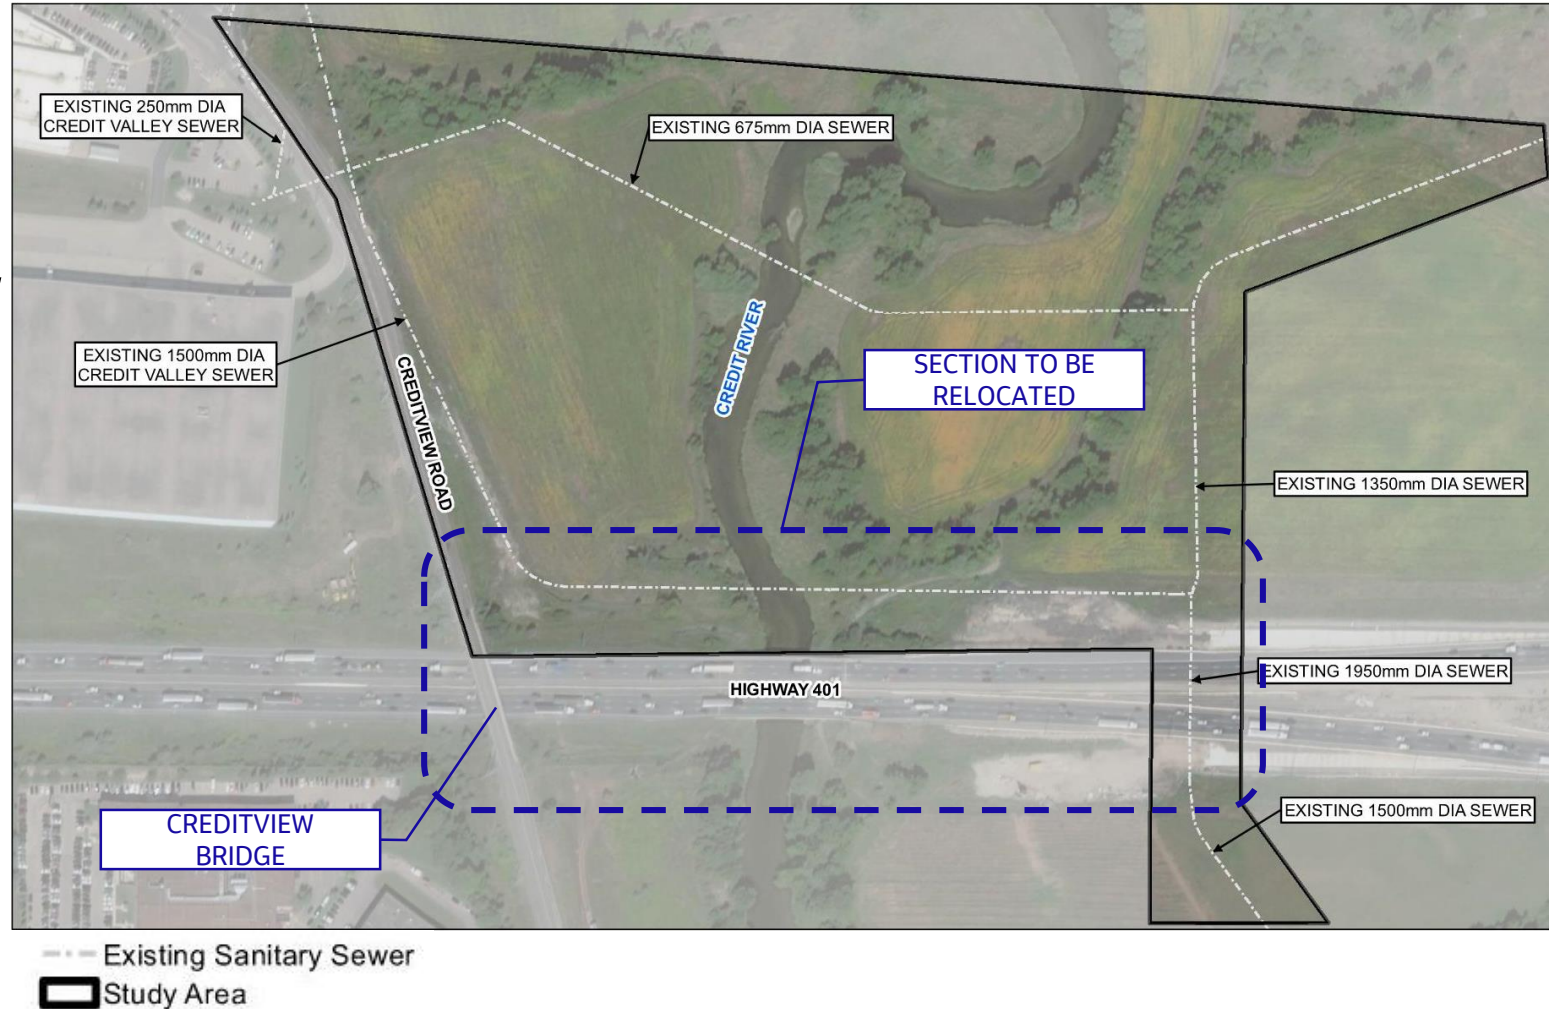 EXISTING 250mm DIA
CREDIT VALLEY SEWER
EXISTING 675mm DIA SEWER
CREDIT RIVER
EXISTING 1500mm DIA
CREDIT VALLEY SEWER
CREDITVIEW ROAD
SECTION TO BE
RELOCATED
EXISTING 1350mm DIA SEWER
EXISTING 1950mm DIA SEWER
HIGHWAY 401
EXISTING 1500mm DIA SEWER
CREDITVIEW
BRIDGE
Existing Sanitary Sewer
Study Area